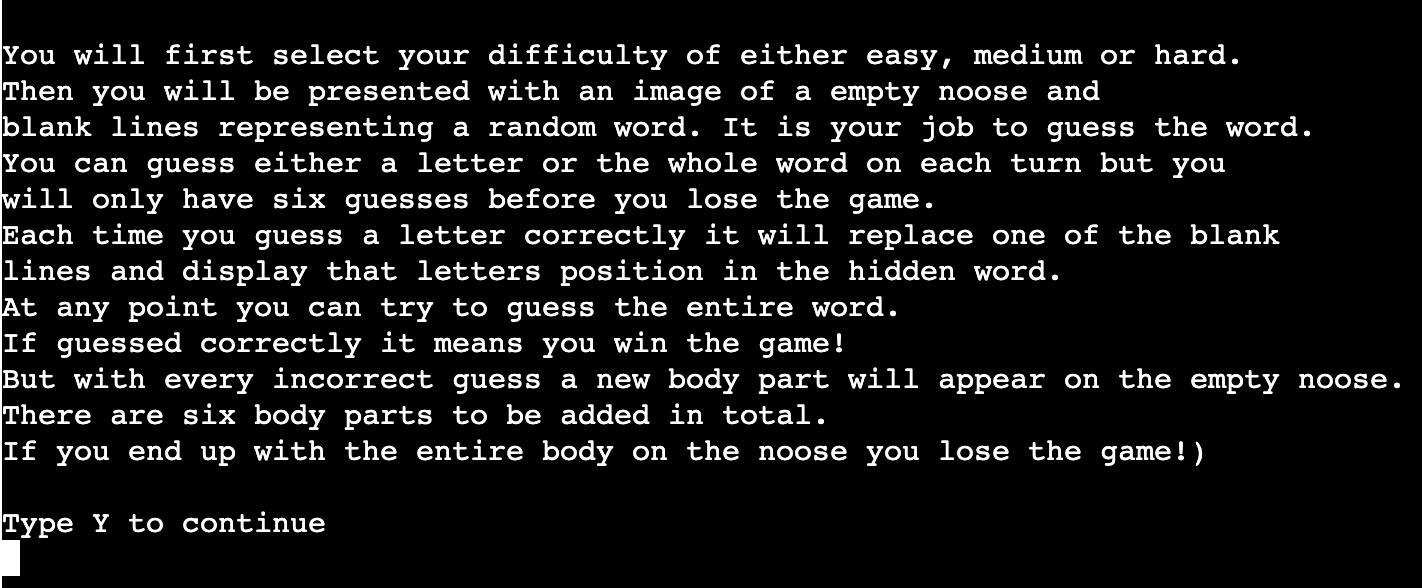 You will first select your difficulty of either easy, medium or hard.
Then you will be presented with an image of a empty noose and
blank lines representing a random word. It is your job to guess the word.
You can guess either a letter or the whole word on each turn but you
will only have six guesses before you lose the game.
Each time you guess a letter correctly it will replace one of the blank
lines and display that letters position in the hidden word.
At any point you can try to guess the entire word.
If guessed correctly it means you win the game!
But with every incorrect guess a new body part will appear on the empty noose.
There are six body parts to be added in total.
If you end up with the entire body on the noose you lose the game!)
Type Y to continue